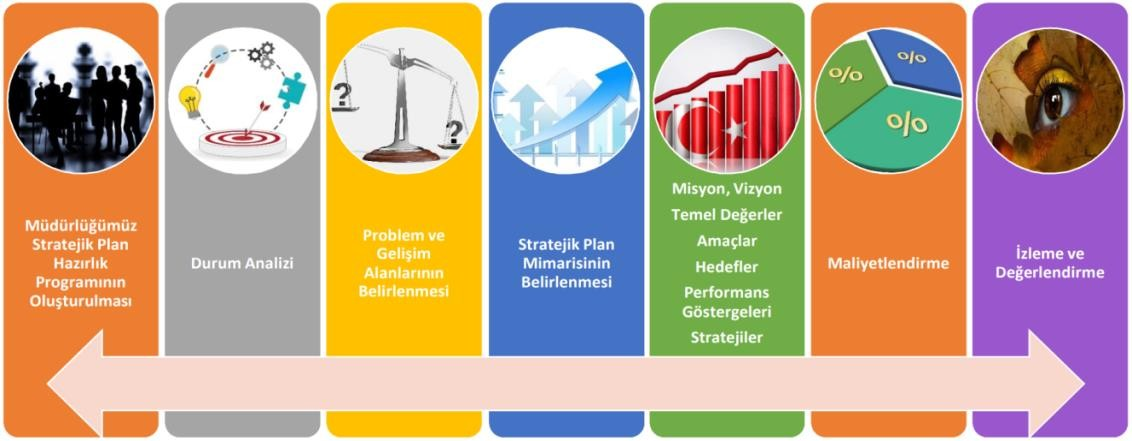 Müdürlüğümüz
Stratejik Plan
Hazırlık
Programının
Oluşturulması
Durum Analizi
?
?
Problem ve
Gelişim
Alanlarının
Belirlenmesi
Stratejik Plan
Mimarisinin
Belirlenmesi
Misyon, Vizyon
Temel Değerler
Amaçlar
Hedefler
Performans
Göstergeleri
Stratejiler
%
%
%
Maliyetlendirme
İzleme ve
Değerlendirme